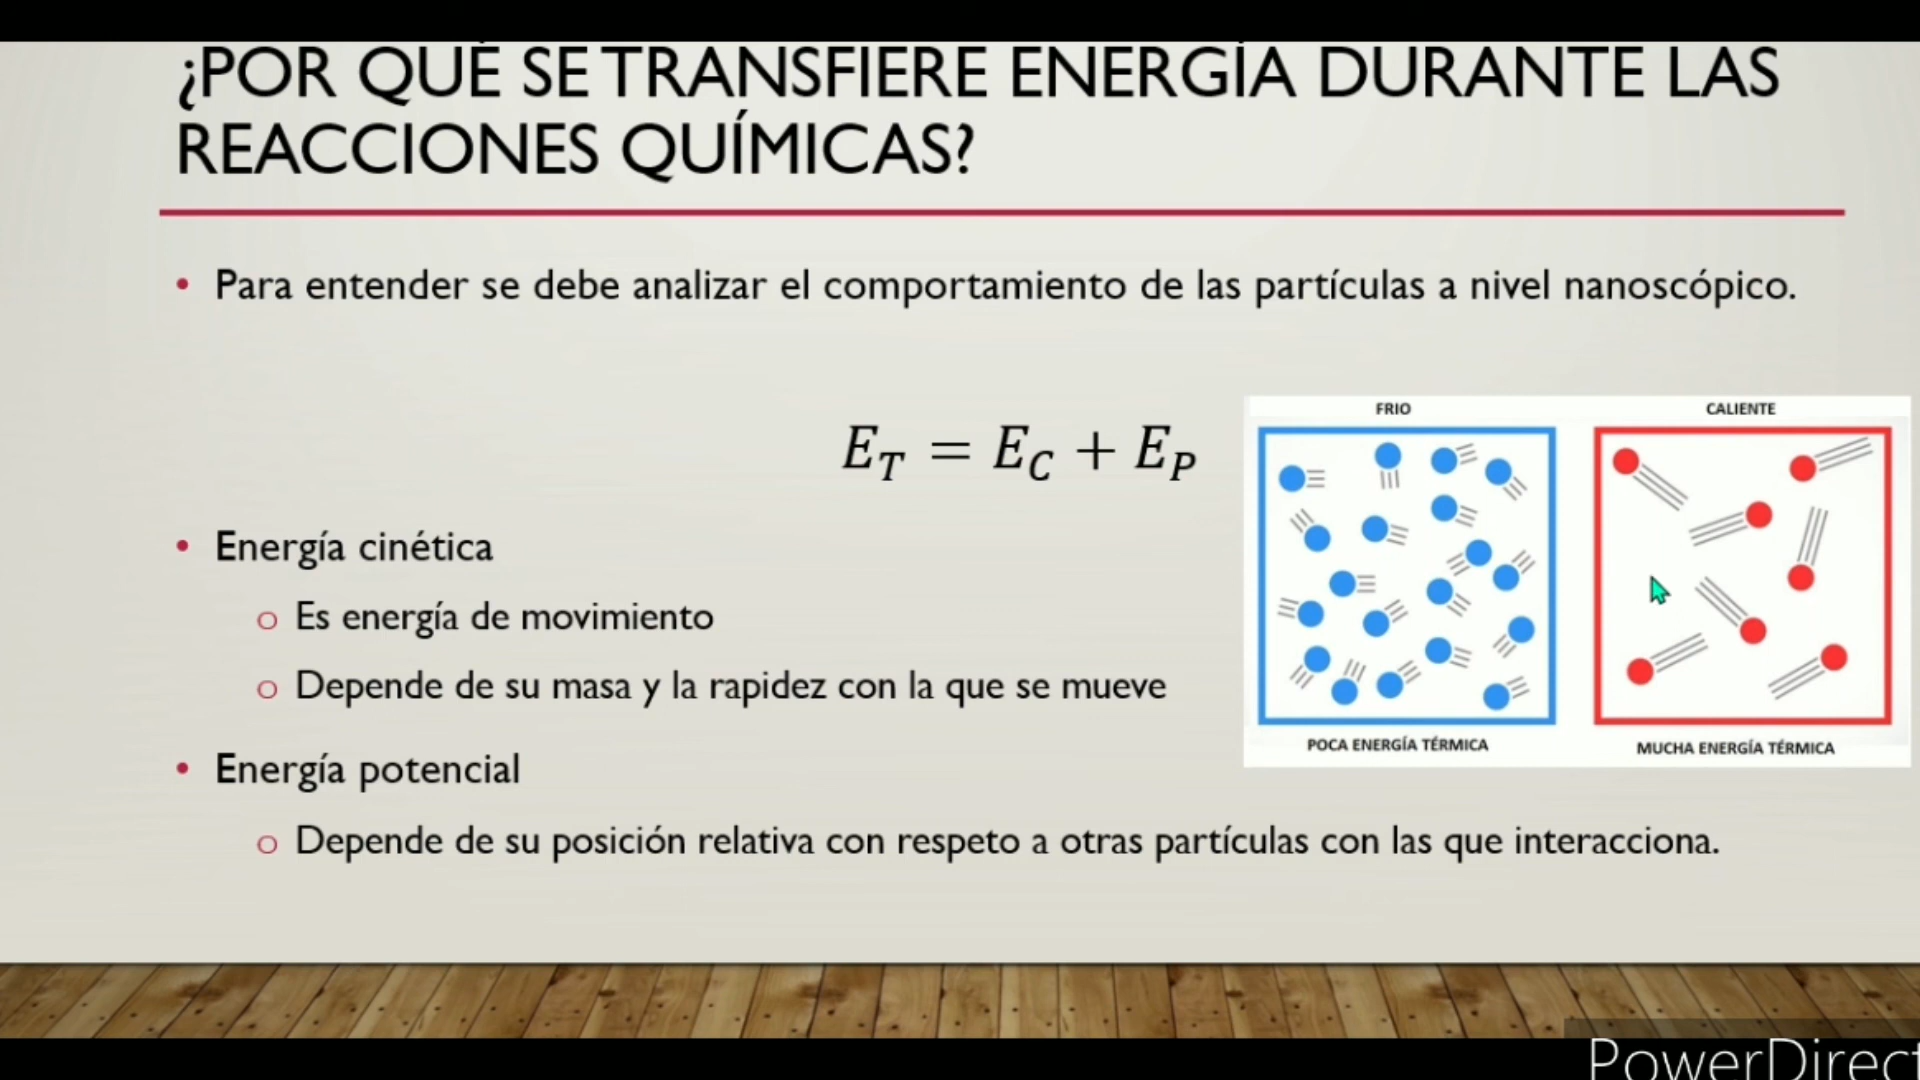 ¿POR QUÉ SE TRANSFIERE ENERGÍA DURANTE LAS
REACCIONES QUÍMICAS?
• Para entender se debe analizar el comportamiento de las partículas a nivel nanoscópico.
E_T = E_C + E_P
• Energía cinética
o Es energía de movimiento
o Depende de su masa y la rapidez con la que se mueve
• Energía potencial
o Depende de su posición relativa con respeto a otras partículas con las que interacciona.
FRIO
CALIENTE
POCA ENERGÍA TÉRMICA
MUCHA ENERGÍA TÉRMICA
PowerDirect